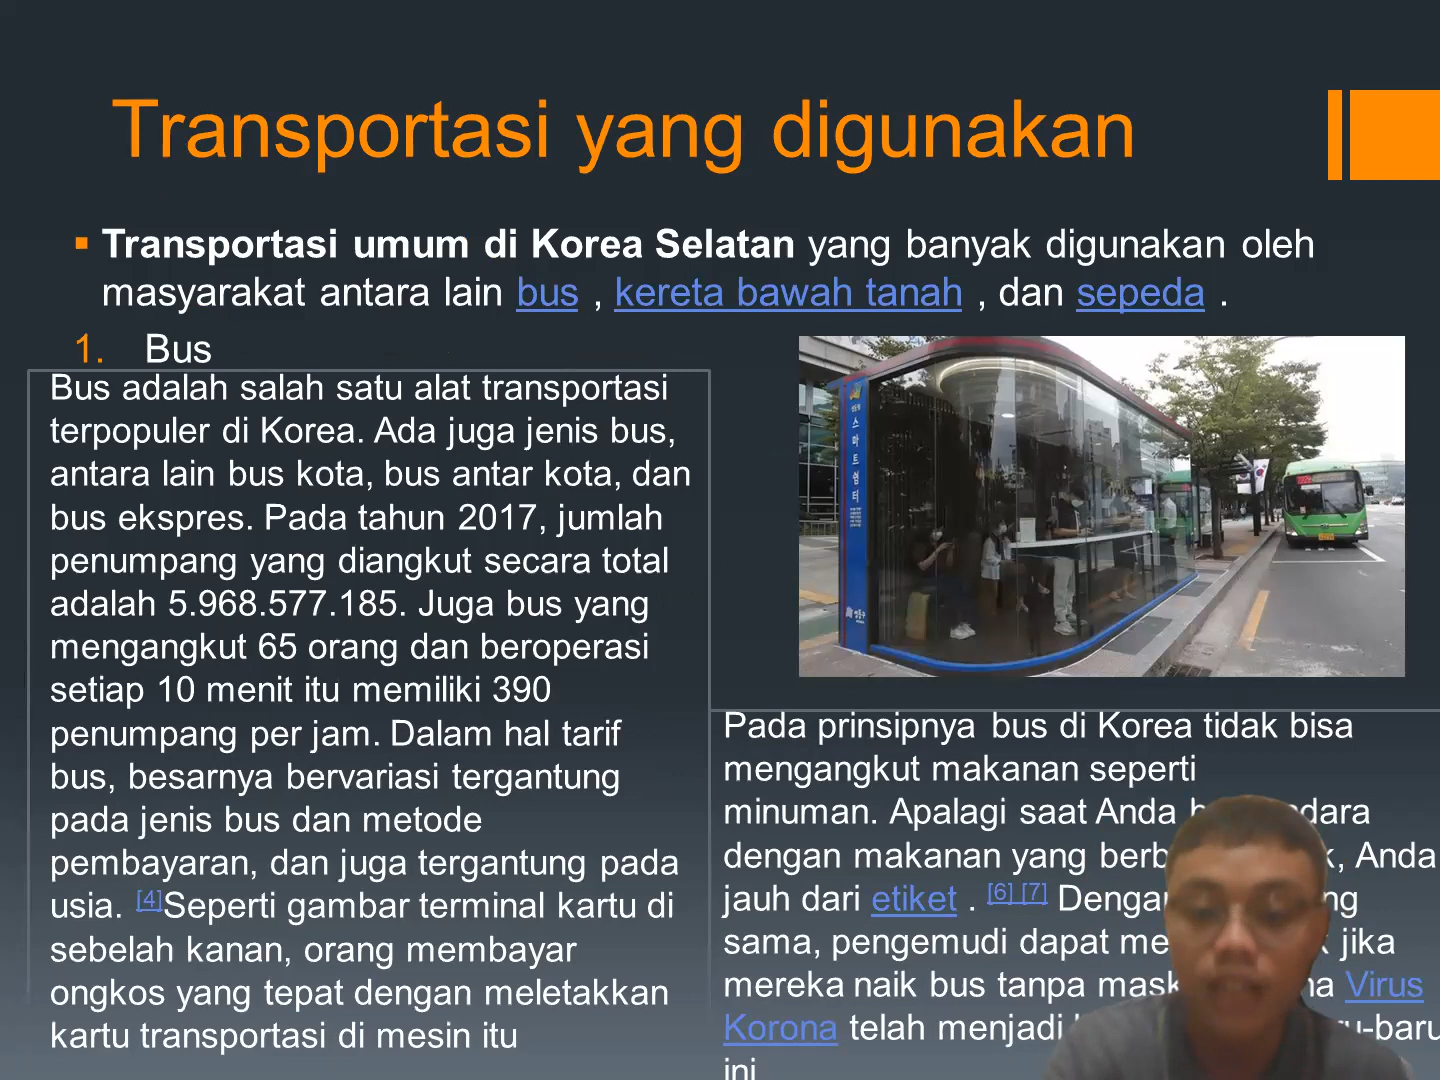 Transportasi yang digunakan
▪ Transportasi umum di Korea Selatan yang banyak digunakan oleh
masyarakat antara lain bus , kereta bawah tanah , dan sepeda .
1. Bus
Bus adalah salah satu alat transportasi
terpopuler di Korea. Ada juga jenis bus,
antara lain bus kota, bus antar kota, dan
bus ekspres. Pada tahun 2017, jumlah
penumpang yang diangkut secara total
adalah 5.968.577.185. Juga bus yang
mengangkut 65 orang dan beroperasi
setiap 10 menit itu memiliki 390
penumpang per jam. Dalam hal tarif
bus, besarnya bervariasi tergantung
pada jenis bus dan metode
pembayaran, dan juga tergantung pada
usia. [4]Seperti gambar terminal kartu di
sebelah kanan, orang membayar
ongkos yang tepat dengan meletakkan
kartu transportasi di mesin itu
스마트쉼터
Pada prinsipnya bus di Korea tidak bisa
mengangkut makanan seperti
minuman. Apalagi saat Anda
dengan makanan yang Anda
jauh dari etiket . [6] [7]
sama, pengemudi dapat jika
mereka naik bus tanpa Virus
Korona telah menjadi
ini